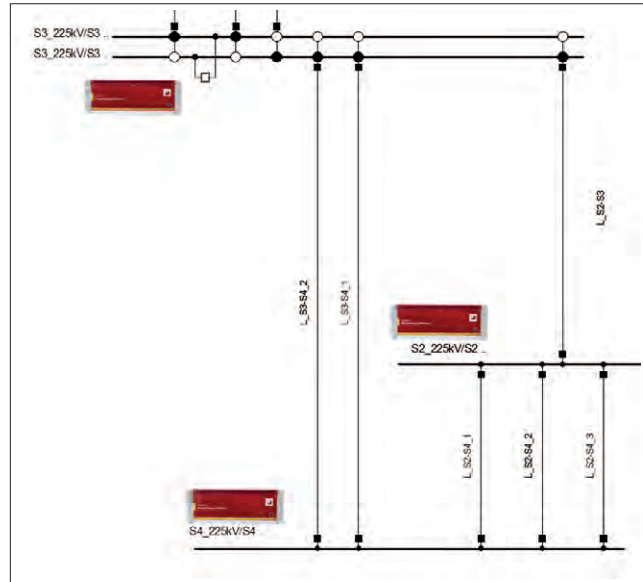 S3_225kV/S3 ..
S3_225kV/S3 ..
L_S2-S3
L_S3-S4_2
L_S3-S4_1
S2_225kV/S2 ..
L_S2-S4_1
L_S2-S4_2
L_S2-S4_3
S4_225kV/S4